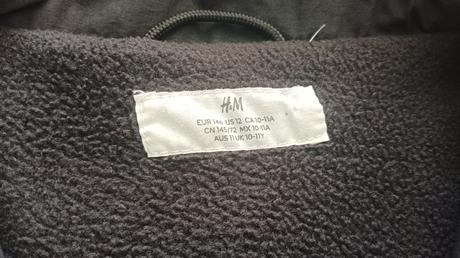 H&M
EUR 146 US 12 CA 10-11A
CN 145/72 MX 10-11A
AUS 11 UK 10-11Y